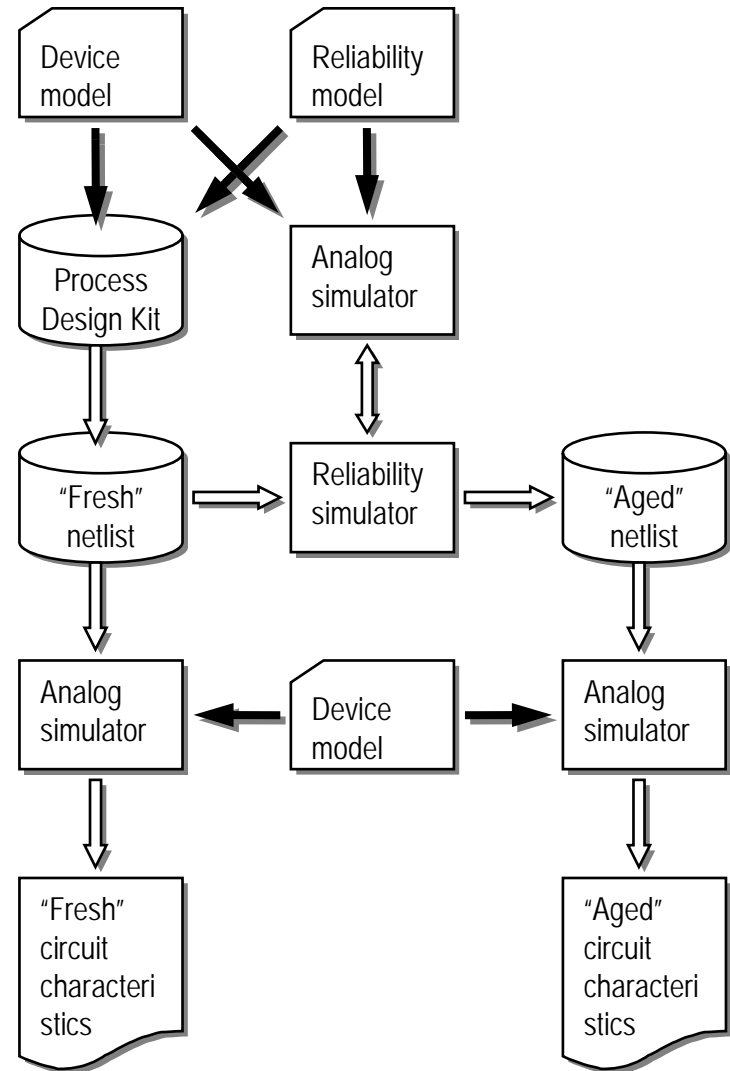 Device
model
Reliability
model
Process
Design Kit
Analog
simulator
“Fresh”
netlist
Reliability
simulator
“Aged”
netlist
Analog
simulator
Device
model
Analog
simulator
“Fresh”
circuit
characteri
stics
“Aged”
circuit
characteri
stics